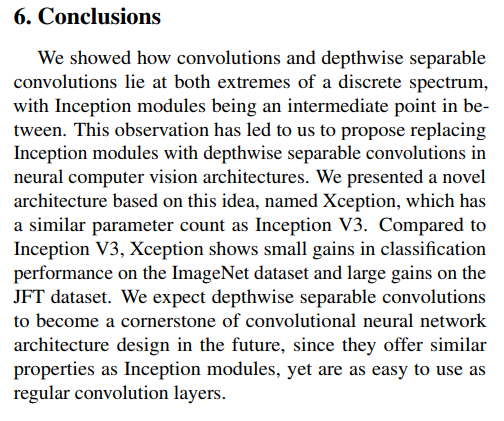 6. Conclusions
We showed how convolutions and depthwise separable
convolutions lie at both extremes of a discrete spectrum,
with Inception modules being an intermediate point in be-
tween. This observation has led to us to propose replacing
Inception modules with depthwise separable convolutions in
neural computer vision architectures. We presented a novel
architecture based on this idea, named Xception, which has
a similar parameter count as Inception V3. Compared to
Inception V3, Xception shows small gains in classification
performance on the ImageNet dataset and large gains on the
JFT dataset. We expect depthwise separable convolutions
to become a cornerstone of convolutional neural network
architecture design in the future, since they offer similar
properties as Inception modules, yet are as easy to use as
regular convolution layers.